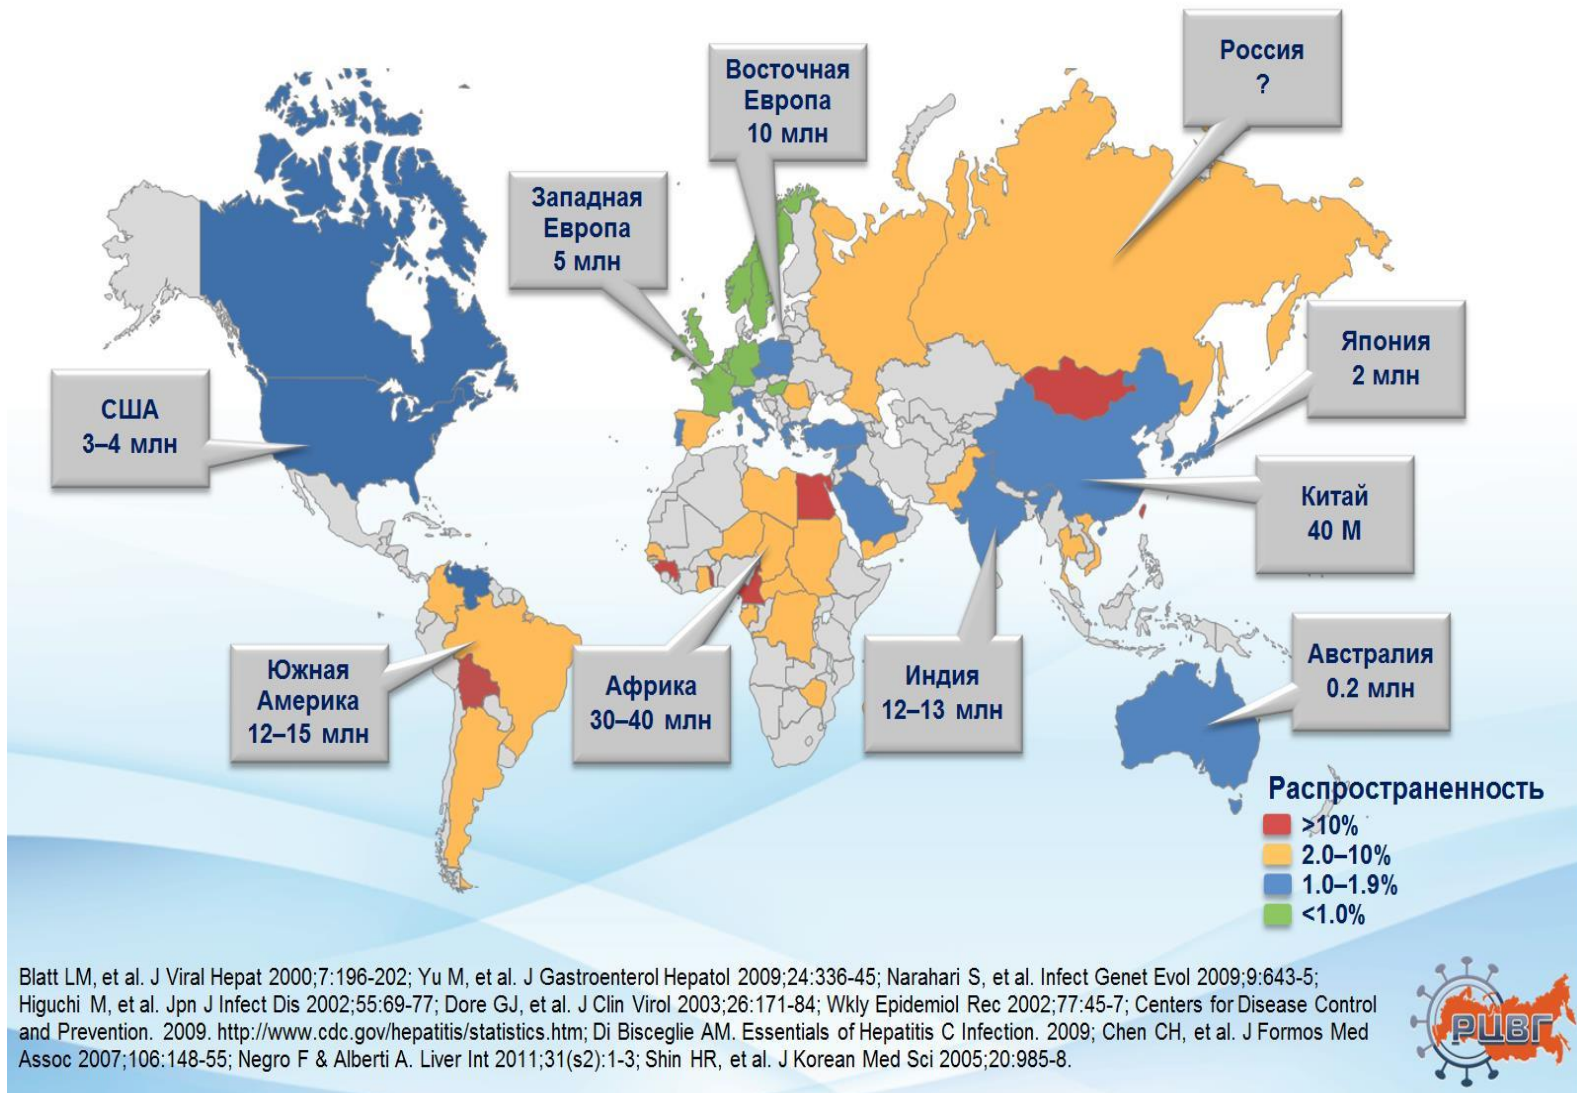 Россия
?
Восточная
Европа
10 млн
Западная
Европа
5 млн
Япония
2 млн
США
3–4 млн
Китай
40 М
Южная
Америка
12–15 млн
Африка
30–40 млн
Индия
12–13 млн
Австралия
0.2 млн
Распространенность
>10%
2.0–10%
1.0–1.9%
<1.0%
Blatt LM, et al. J Viral Hepat 2000;7:196-202; Yu M, et al. J Gastroenterol Hepatol 2009;24:336-45; Narahari S, et al. Infect Genet Evol 2009;9:643-5;
Higuchi M, et al. Jpn J Infect Dis 2002;55:69-77; Dore GJ, et al. J Clin Virol 2003;26:171-84; Wkly Epidemiol Rec 2002;77:45-7; Centers for Disease Control
and Prevention. 2009. http://www.cdc.gov/hepatitis/statistics.htm; Di Bisceglie AM. Essentials of Hepatitis C Infection. 2009; Chen CH, et al. J Formos Med
Assoc 2007;106:148-55; Negro F & Alberti A. Liver Int 2011;31(s2):1-3; Shin HR, et al. J Korean Med Sci 2005;20:985-8.
РЦВГ